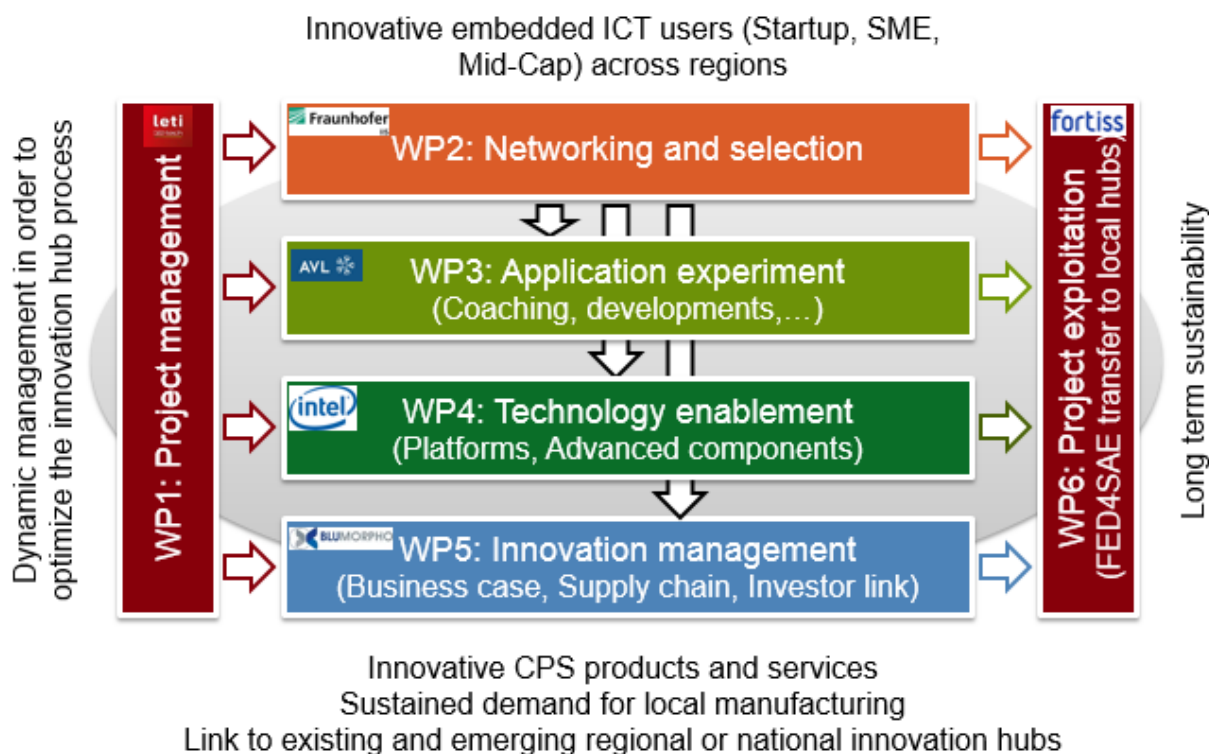 Innovative embedded ICT users (Startup, SME,
Mid-Cap) across regions
Dynamic management in order to
optimize the innovation hub process
leti
WP1: Project management
Fraunhofer
IIS
WP2: Networking and selection
AVL
WP3: Application experiment
(Coaching, developments,...)
intel
WP4: Technology enablement
(Platforms, Advanced components)
BLUMORPHO
WP5: Innovation management
(Business case, Supply chain, Investor link)
fortiss
WP6: Project exploitation
(FED4SAE transfer to local hubs)
Long term sustainability
Innovative CPS products and services
Sustained demand for local manufacturing
Link to existing and emerging regional or national innovation hubs